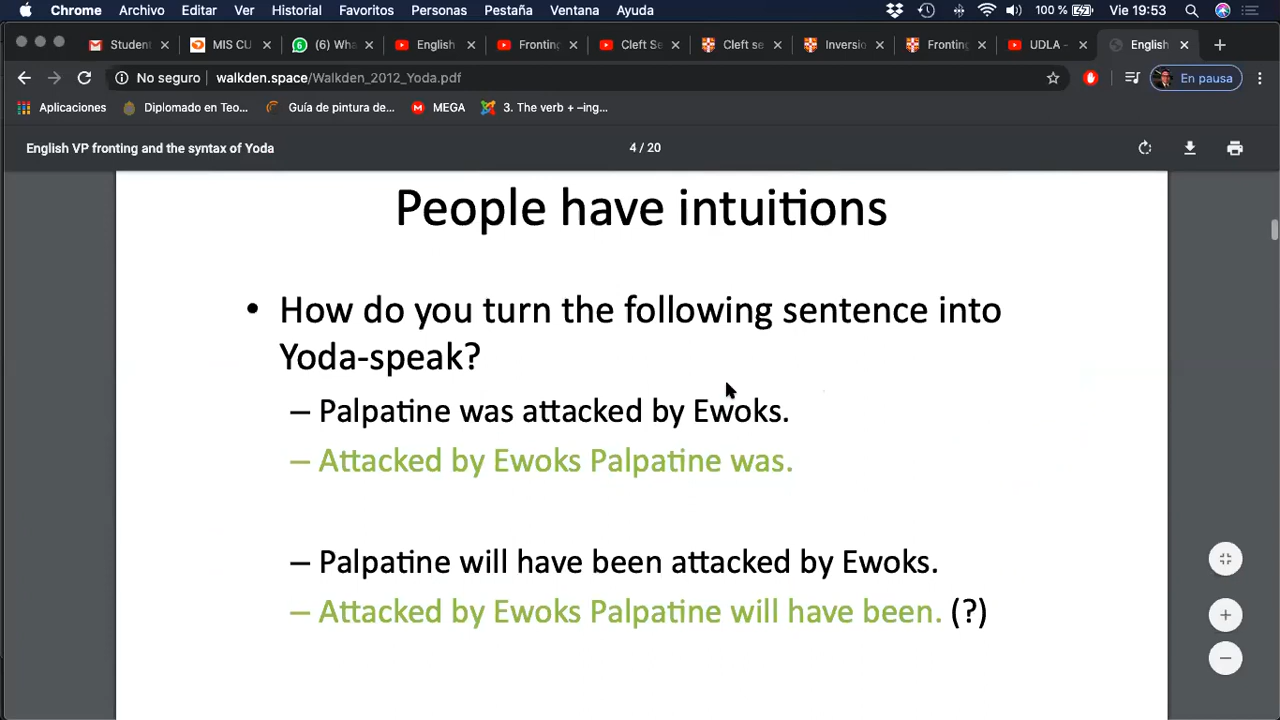 Chrome Archivo Editar Ver Historial Favoritos Personas Pestaña Ventana Ayuda 100 % Vie 19:53
Student MIS CU (6) Wha English Fronting Cleft Se Cleft se Inversio Fronting UDLA - English
No seguro walkden.space/Walkden_2012_Yoda.pdf En pausa
Aplicaciones Diplomado en Teo... Guía de pintura de... MEGA 3. The verb + –ing...
English VP fronting and the syntax of Yoda 4 / 20
People have intuitions
• How do you turn the following sentence into
Yoda-speak?
– Palpatine was attacked by Ewoks.
– Attacked by Ewoks Palpatine was.
– Palpatine will have been attacked by Ewoks.
– Attacked by Ewoks Palpatine will have been. (?)